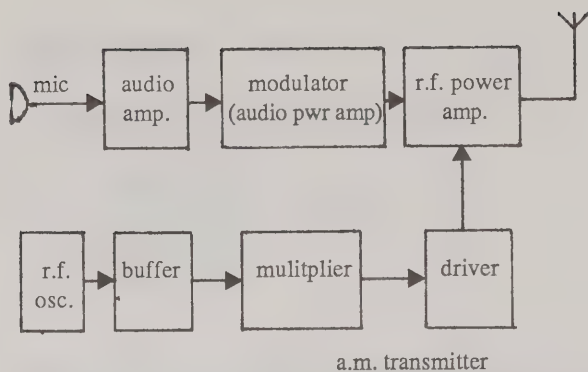 mic
audio
amp.
modulator
(audio pwr amp)
r.f. power
amp.
r.f.
osc.
buffer
mulitplier
driver
a.m. transmitter